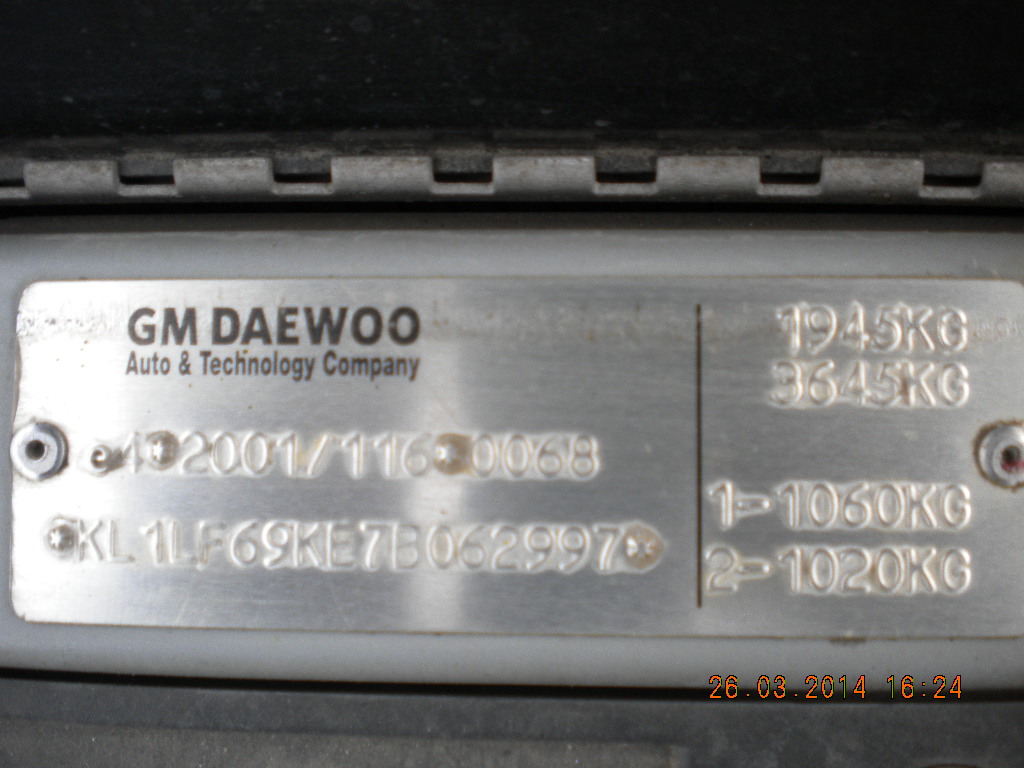 GM DAEWOO
Auto & Technology Company
e4*2001/116*0068
*KL1LF69KE7B062997*
1945KG
3645KG
1-1060KG
2-1020KG
26.03.2014 16:24